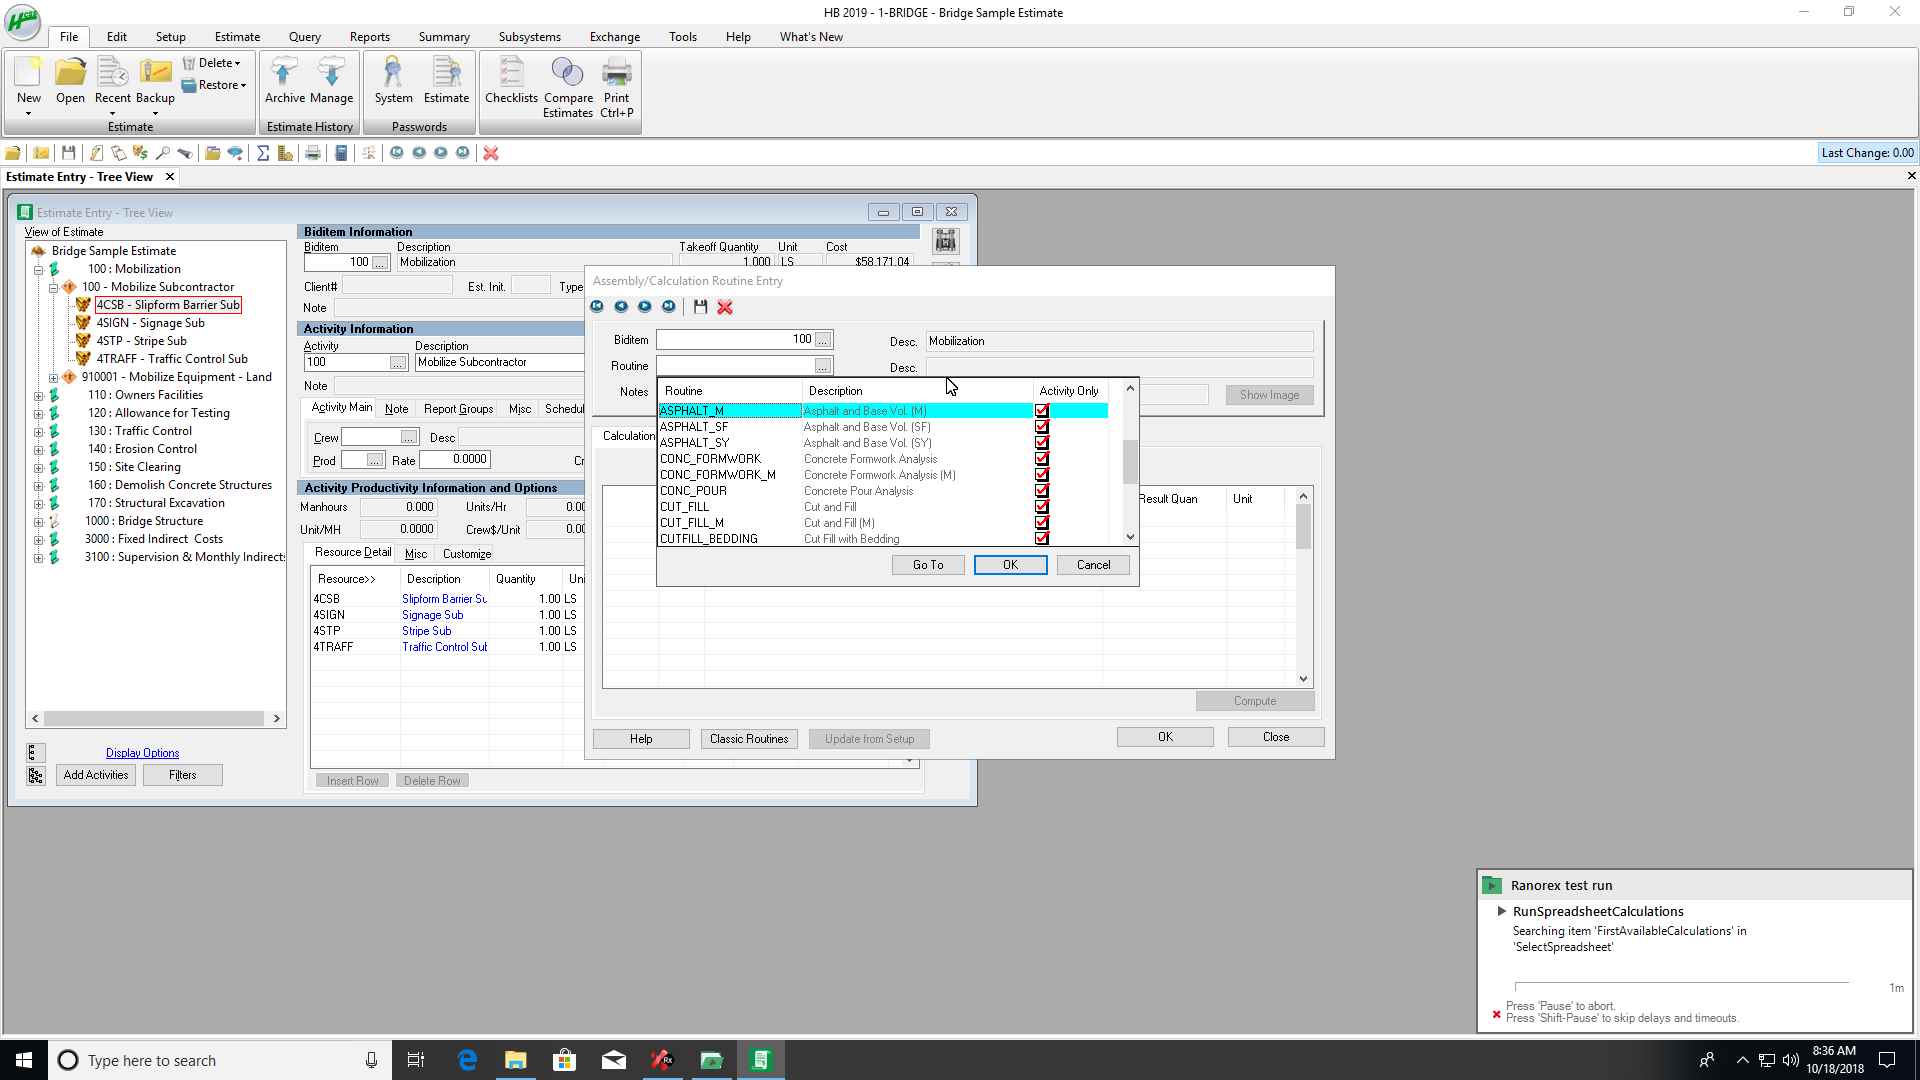 HB 2019 - 1-BRIDGE - Bridge Sample Estimate
File Edit Setup Estimate Query Reports Summary Subsystems Exchange Tools Help What's New
New Open Recent Backup Delete Restore
Estimate
Archive Manage
Estimate History
System Estimate
Passwords
Checklists Compare Estimates Print Ctrl+P
Last Change: 0.00
Estimate Entry - Tree View
Estimate Entry - Tree View
View of Estimate
Bridge Sample Estimate
100 : Mobilization
100 - Mobilize Subcontractor
4CSB - Slipform Barrier Sub
4SIGN - Signage Sub
4STP - Stripe Sub
4TRAFF - Traffic Control Sub
910001 - Mobilize Equipment - Land
110 : Owners Facilities
120 : Allowance for Testing
130 : Traffic Control
140 : Erosion Control
150 : Site Clearing
160 : Demolish Concrete Structures
170 : Structural Excavation
1000 : Bridge Structure
3000 : Fixed Indirect Costs
3100 : Supervision & Monthly Indirects
Display Options
Add Activities Filters
Biditem Information
Biditem Description Takeoff Quantity Unit Cost
100 ... Mobilization 1.000 LS $58,171.04
Client# Est. Init. Type
Note
Activity Information
Activity Description
100 ... Mobilize Subcontractor
Note
Activity Main Note Report Groups Misc Schedul
Crew ... Desc
Prod ... Rate 0.0000 Cr
Activity Productivity Information and Options
Manhours 0.000 Units/Hr 0.00
Unit/MH 0.0000 Crew$/Unit 0.00
Resource Detail Misc Customize
Resource>> Description Quantity Un
4CSB Slipform Barrier Su 1.00 LS
4SIGN Signage Sub 1.00 LS
4STP Stripe Sub 1.00 LS
4TRAFF Traffic Control Sub 1.00 LS
Insert Row Delete Row
Assembly/Calculation Routine Entry
Biditem 100 ... Desc. Mobilization
Routine ... Desc.
Notes Show Image
Calculation
Routine Description Activity Only
ASPHALT_M Asphalt and Base Vol. (M)
ASPHALT_SF Asphalt and Base Vol. (SF)
ASPHALT_SY Asphalt and Base Vol. (SY)
CONC_FORMWORK Concrete Formwork Analysis
CONC_FORMWORK_M Concrete Formwork Analysis (M)
CONC_POUR Concrete Pour Analysis
CUT_FILL Cut and Fill
CUT_FILL_M Cut and Fill (M)
CUTFILL_BEDDING Cut Fill with Bedding
Go To OK Cancel
Result Quan Unit
Compute
Help Classic Routines Update from Setup OK Close
Ranorex test run
RunSpreadsheetCalculations
Searching item 'FirstAvailableCalculations' in
'SelectSpreadsheet'
1m
Press 'Pause' to abort.
Press 'Shift-Pause' to skip delays and timeouts.
Type here to search
8:36 AM
10/18/2018